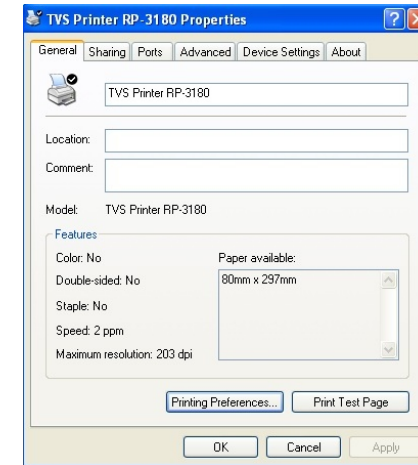 TVS Printer RP-3180 Properties
General Sharing Ports Advanced Device Settings About
TVS Printer RP-3180
Location:
Comment:
Model: TVS Printer RP-3180
Features
Color: No
Paper available:
Double-sided: No
80mm x 297mm
Staple: No
Speed: 2 ppm
Maximum resolution: 203 dpi
Printing Preferences... Print Test Page
OK Cancel Apply